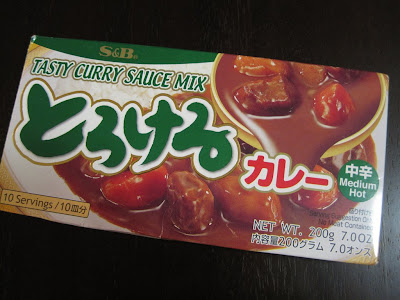 S&B®
TASTY CURRY SAUCE MIX
とろける
カレー
中辛
Medium
Hot
10 Servings / 10皿分
NET WT. 200g 7.0OZ
内容量200グラム 7.0オンス